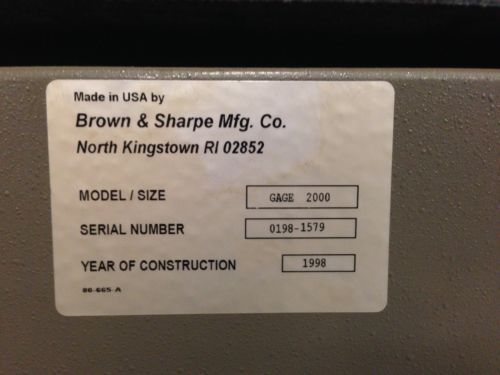 Made in USA by
Brown & Sharpe Mfg. Co.
North Kingstown RI 02852
MODEL / SIZE GAGE 2000
SERIAL NUMBER 0198-1579
YEAR OF CONSTRUCTION 1998
86-665-A